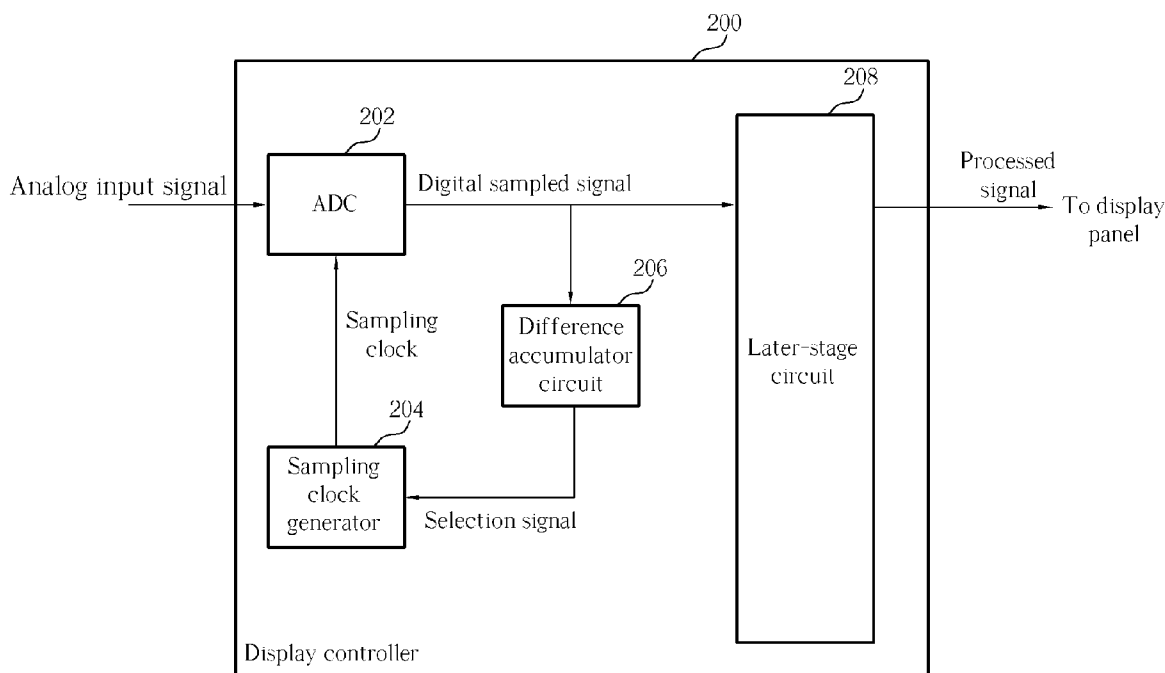 200
208
202
Processed
signal
Analog input signal
ADC
Digital sampled signal
To display
panel
206
Sampling
clock
Difference
accumulator
circuit
Later-stage
circuit
204
Sampling
clock
generator
Selection signal
Display controller